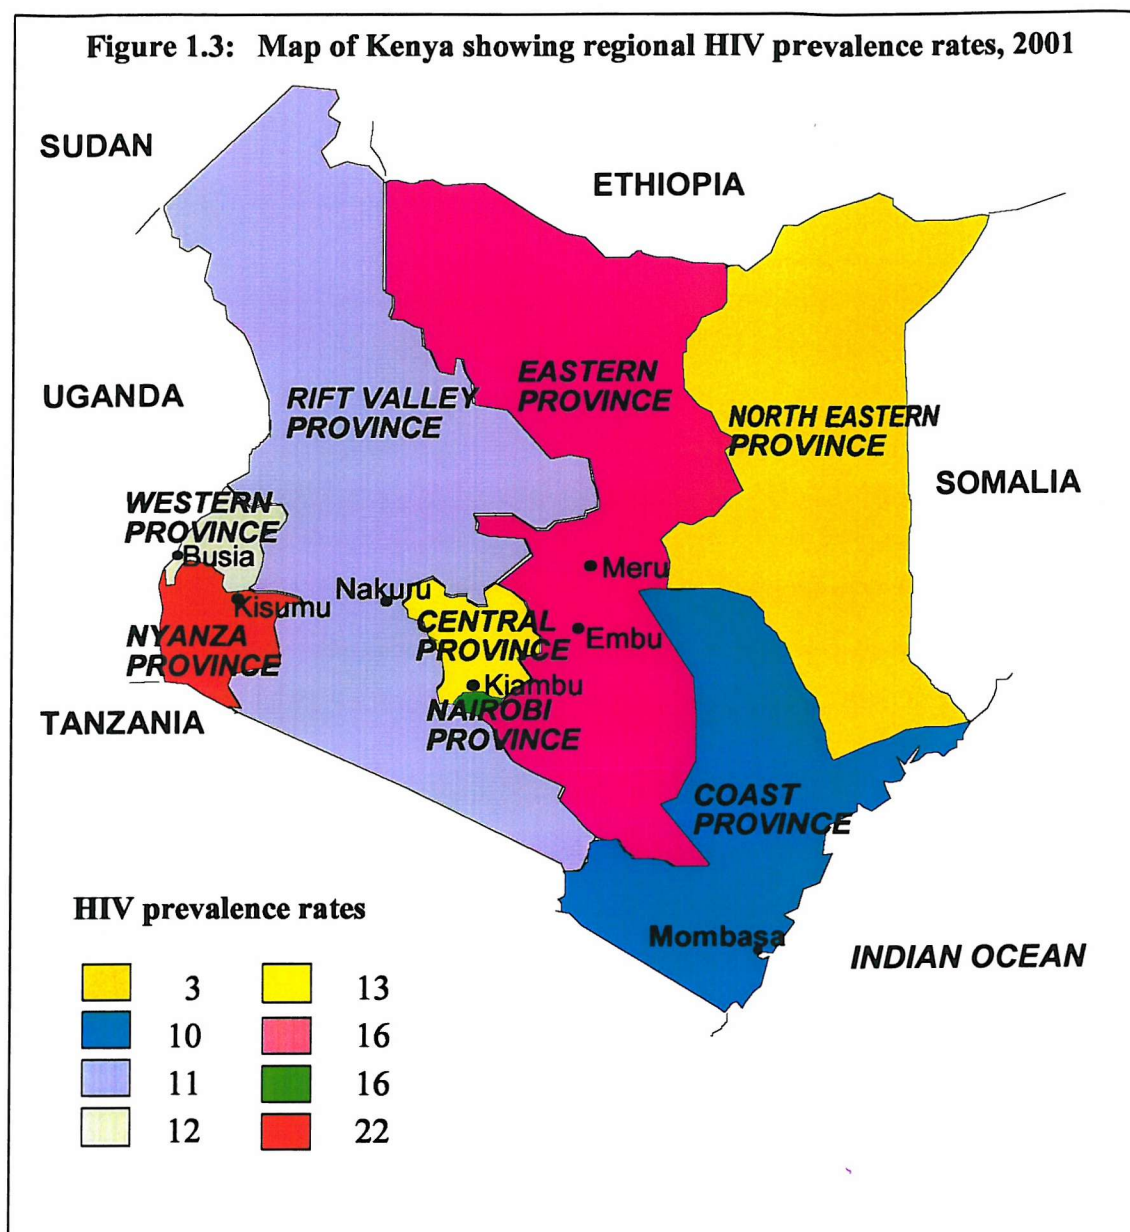 Figure 1.3: Map of Kenya showing regional HIV prevalence rates, 2001
SUDAN
ETHIOPIA
UGANDA
RIFT VALLEY
PROVINCE
EASTERN
PROVINCE
NORTH EASTERN
PROVINCE
SOMALIA
WESTERN
PROVINCE
Busia
Meru
Nakuru
Kisumu
CENTRAL
PROVINCE
Embu
NYANZA
PROVINCE
Kiambu
TANZANIA
NAIROBI
PROVINCE
COAST
PROVINCE
HIV prevalence rates
Mombasa
INDIAN OCEAN
3 13
10 16
11 16
12 22